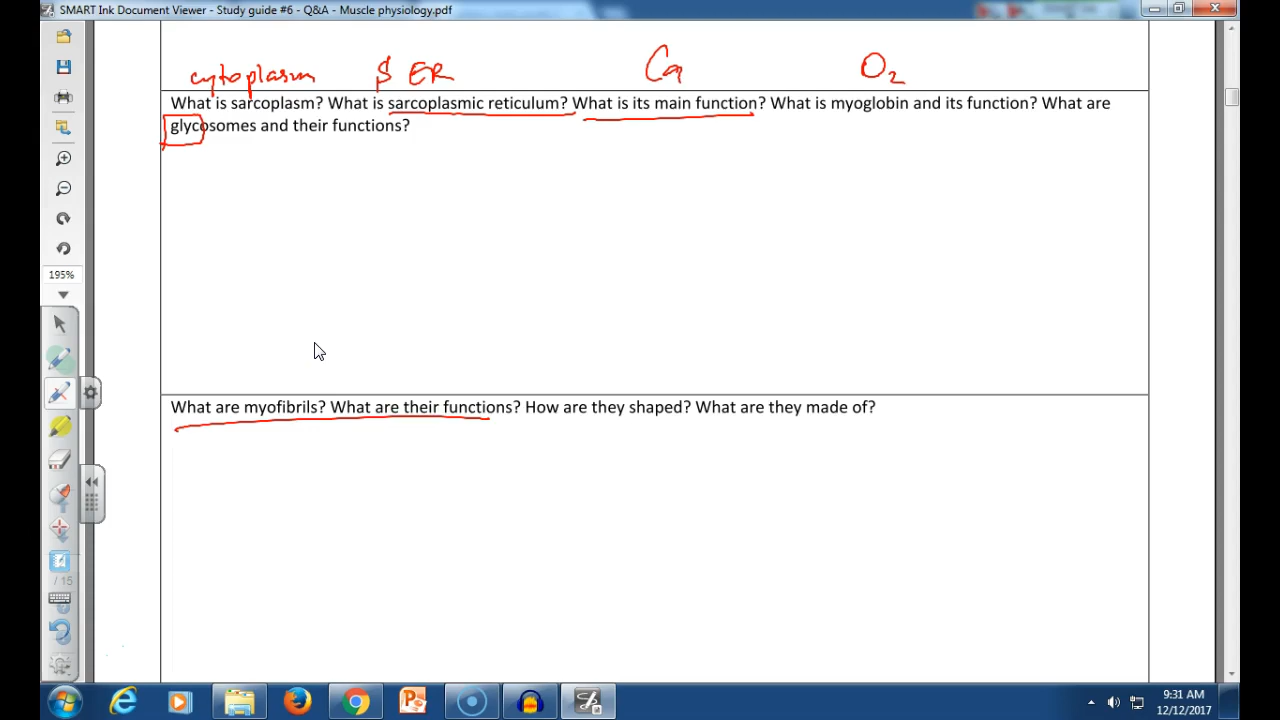 SMART Ink Document Viewer - Study guide #6 - Q&A - Muscle physiology.pdf
cytoplasm SER Ca O2
What is sarcoplasm? What is sarcoplasmic reticulum? What is its main function? What is myoglobin and its function? What are
glycosomes and their functions?
195%
What are myofibrils? What are their functions? How are they shaped? What are they made of?
/ 15
9:31 AM
12/12/2017